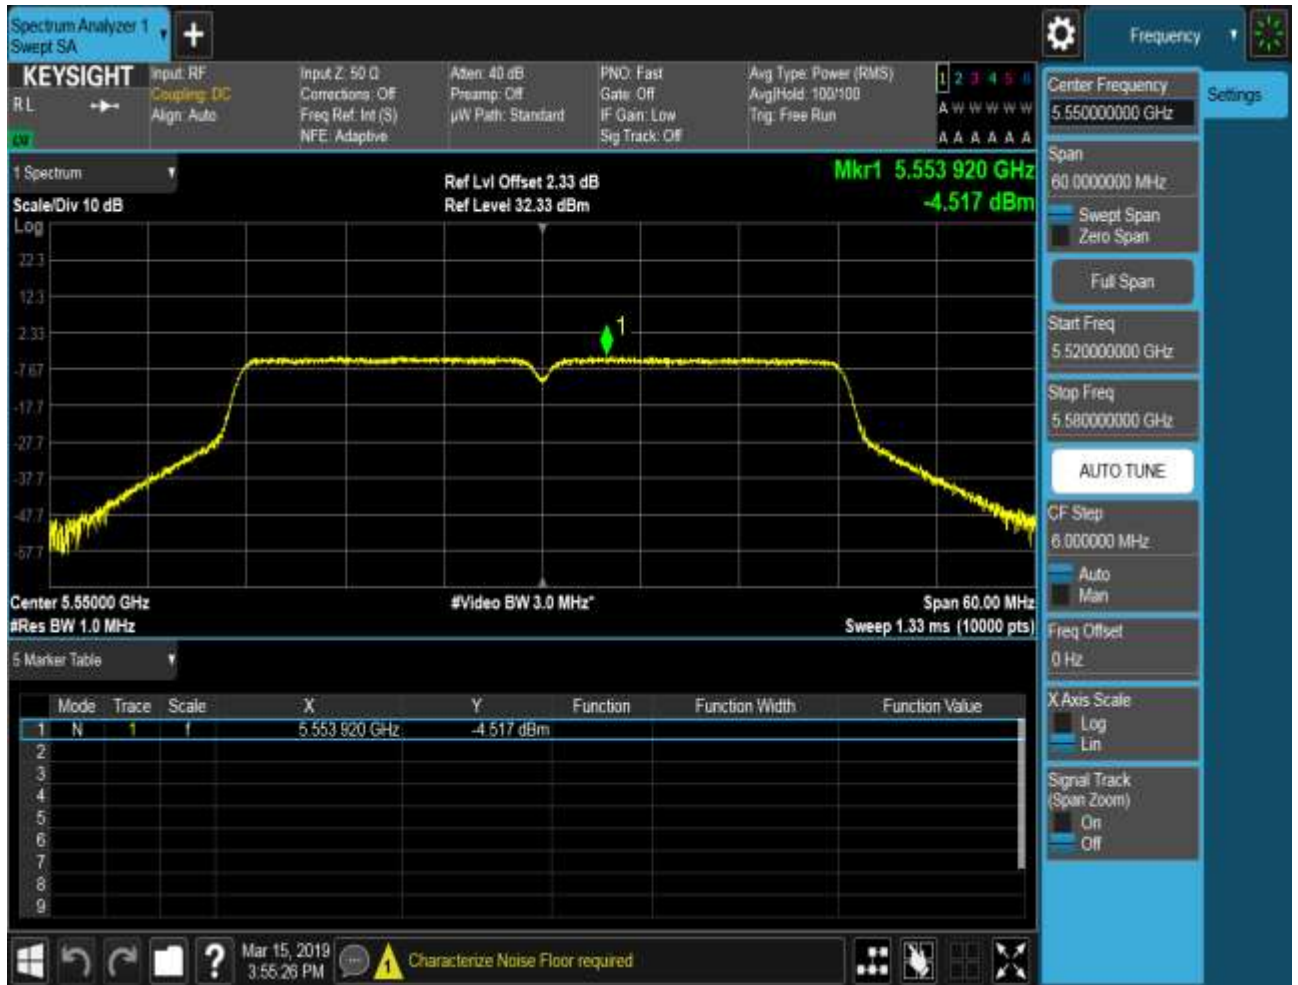 Spectrum Analyzer 1
Swept SA
Frequency
KEYSIGHT
R L
Input: RF
Coupling: DC
Align: Auto
Input Z: 50 Ω
Corrections: Off
Freq Ref: Int (S)
NFE: Adaptive
Atten: 40 dB
Preamp: Off
µW Path: Standard
PNO: Fast
Gate: Off
IF Gain: Low
Sig Track: Off
Avg Type: Power (RMS)
Avg|Hold: 100/100
Trig: Free Run
1 2 3 4 5 6
A W W W W W
A A A A A A
1 Spectrum
Scale/Div 10 dB
Ref Lvl Offset 2.33 dB
Ref Level 32.33 dBm
Mkr1 5.553 920 GHz
-4.517 dBm
Log
22.3
12.3
2.33
-7.67
-17.7
-27.7
-37.7
-47.7
-57.7
1
Center 5.55000 GHz
#Res BW 1.0 MHz
#Video BW 3.0 MHz*
Span 60.00 MHz
Sweep 1.33 ms (10000 pts)
5 Marker Table
Mode Trace Scale X Y Function Function Width Function Value
1 N 1 f 5.553 920 GHz -4.517 dBm
2
3
4
5
6
7
8
9
Mar 15, 2019
3:55:26 PM
1
Characterize Noise Floor required
Center Frequency
5.550000000 GHz
Settings
Span
60.0000000 MHz
Swept Span
Zero Span
Full Span
Start Freq
5.520000000 GHz
Stop Freq
5.580000000 GHz
AUTO TUNE
CF Step
6.000000 MHz
Auto
Man
Freq Offset
0 Hz
X Axis Scale
Log
Lin
Signal Track
(Span Zoom)
On
Off